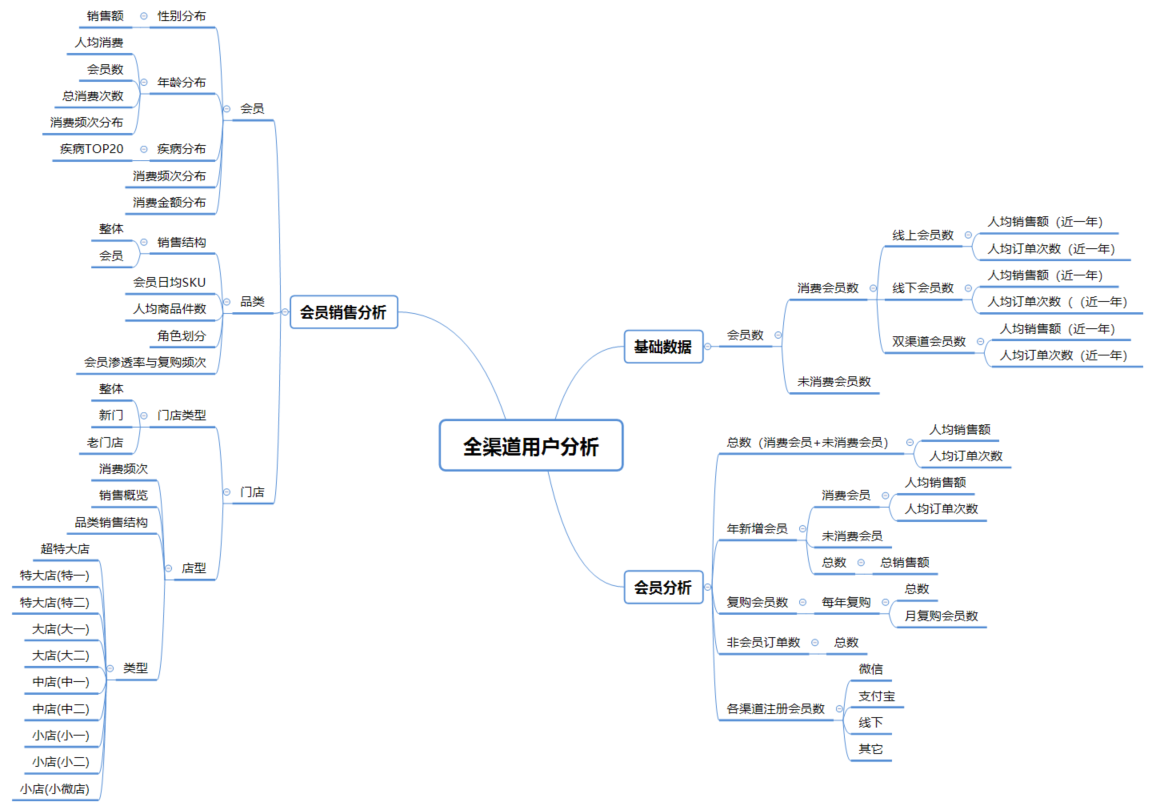 全渠道用户分析
基础数据
会员数
消费会员数
线上会员数
人均销售额（近一年）
人均订单次数（近一年）
线下会员数
人均销售额（近一年）
人均订单次数（（近一年）
双渠道会员数
人均销售额（近一年）
人均订单次数（近一年）
未消费会员数
会员分析
总数（消费会员+未消费会员）
人均销售额
人均订单次数
年新增会员
消费会员
人均销售额
人均订单次数
未消费会员
总数
总销售额
复购会员数
每年复购
总数
月复购会员数
非会员订单数
总数
各渠道注册会员数
微信
支付宝
线下
其它
会员销售分析
会员
性别分布
销售额
年龄分布
人均消费
会员数
总消费次数
消费频次分布
疾病分布
疾病TOP20
消费频次分布
消费金额分布
品类
销售结构
整体
会员
会员日均SKU
人均商品件数
角色划分
会员渗透率与复购频次
门店
门店类型
整体
新门
老门店
店型
消费频次
销售概览
品类销售结构
类型
超特大店
特大店(特一)
特大店(特二)
大店(大一)
大店(大二)
中店(中一)
中店(中二)
小店(小一)
小店(小二)
小店(小微店)